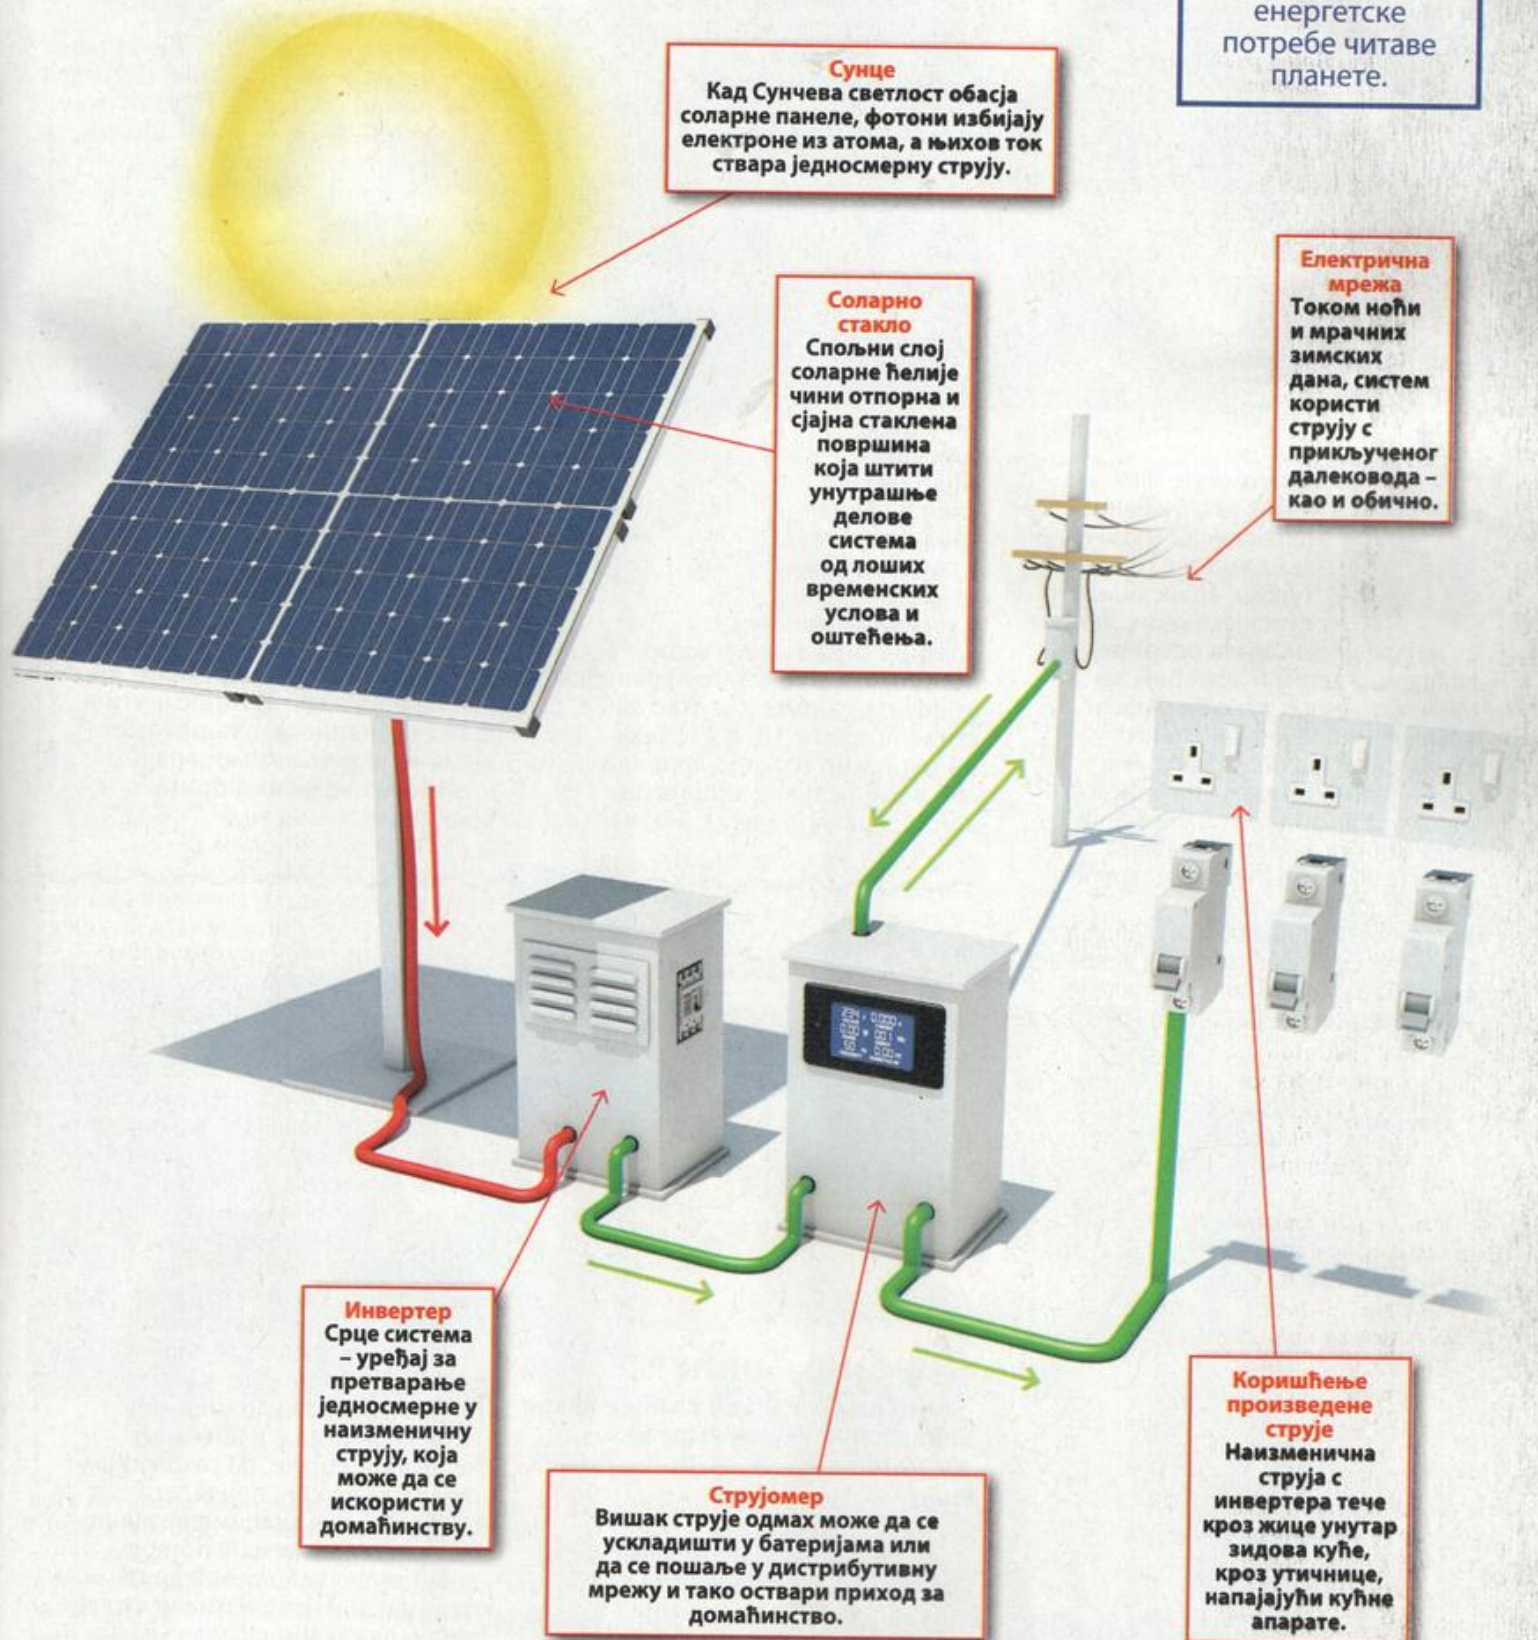 енергетске
потребе читаве
планете.
Сунце
Кад Сунчева светлост обасја
соларне панеле, фотони избијају
електроне из атома, а њихов ток
ствара једносмерну струју.
Електрична
мрежа
Током ноћи
и мрачних
зимских
дана, систем
користи
струју с
прикљученог
далековода –
као и обично.
Соларно
стакло
Спољни слој
соларне ћелије
чини отпорна и
сјајна стаклена
површина
која штити
унутрашње
делове
система
од лоших
временских
услова и
оштећења.
Инвертер
Срце система
– уређај за
претварање
једносмерне у
наизменичну
струју, која
може да се
искористи у
домаћинству.
Струјомер
Вишак струје одмах може да се
ускладишти у батеријама или
да се пошаље у дистрибутивну
мрежу и тако оствари приход за
домаћинство.
Коришћење
произведене
струје
Наизменична
струја с
инвертера тече
кроз жице унутар
зидова куће,
кроз утичнице,
напајајући кућне
апарате.